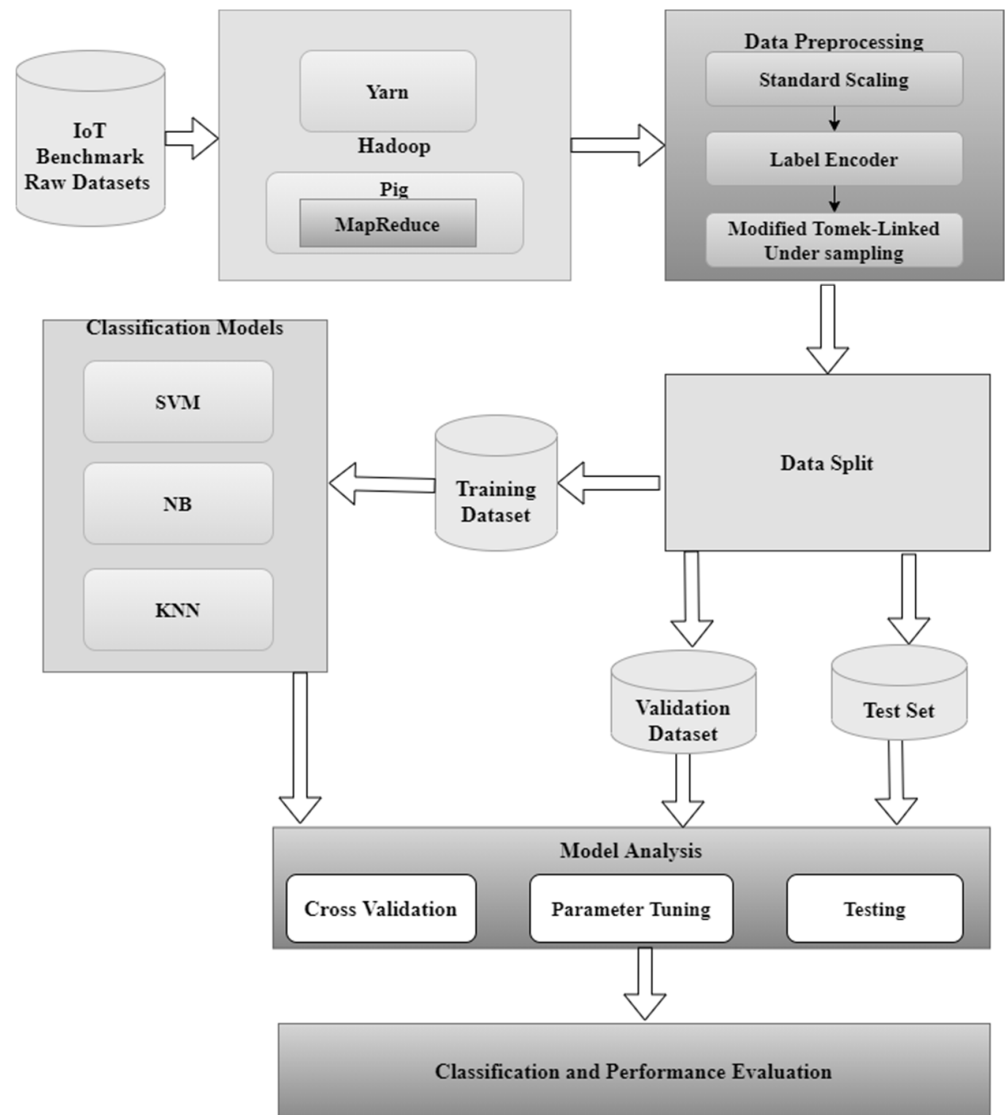 IoT
Benchmark
Raw Datasets
Yarn
Hadoop
Pig
MapReduce
Data Preprocessing
Standard Scaling
Label Encoder
Modified Tomek-Linked
Under sampling
Classification Models
SVM
NB
KNN
Training
Dataset
Data Split
Validation
Dataset
Test Set
Model Analysis
Cross Validation
Parameter Tuning
Testing
Classification and Performance Evaluation